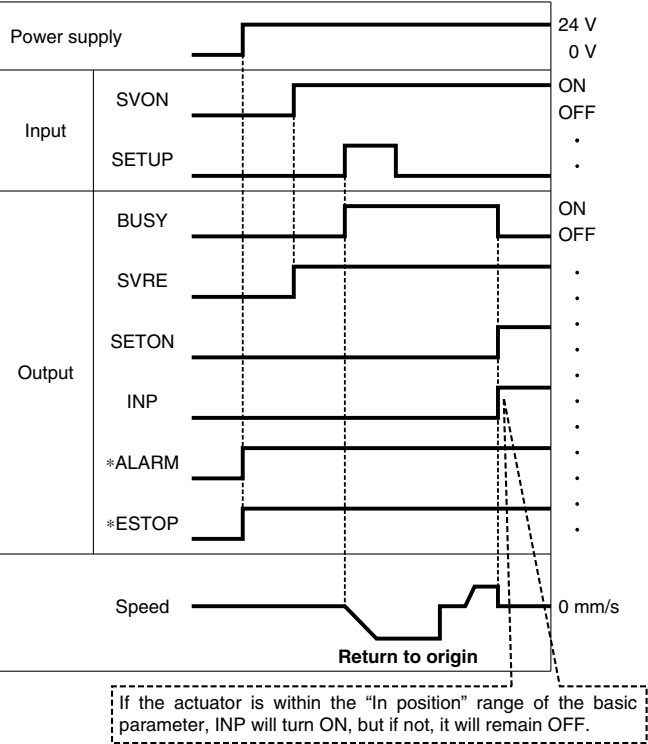 Power supply
24 V
0 V
Input
SVON
ON
OFF
SETUP
Output
BUSY
ON
OFF
SVRE
SETON
INP
∗ALARM
∗ESTOP
Speed
0 mm/s
Return to origin
If the actuator is within the “In position” range of the basic
parameter, INP will turn ON, but if not, it will remain OFF.